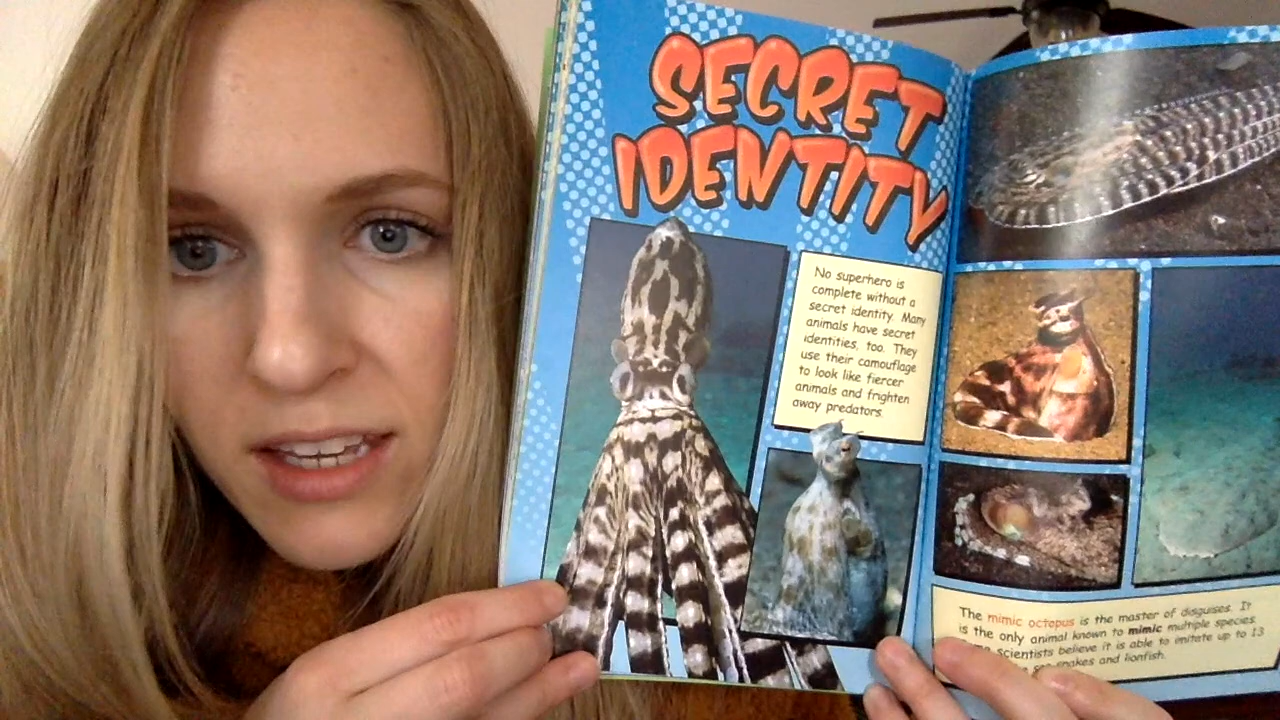 SECRET
IDENTITY
No superhero is
complete without a
secret identity. Many
animals have secret
identities, too. They
use their camouflage
to look like fiercer
animals and frighten
away predators.
The mimic octopus is the master of disguises. It
is the only animal known to mimic multiple species.
scientists believe it is able to imitate up to 13
snakes and lionfish.